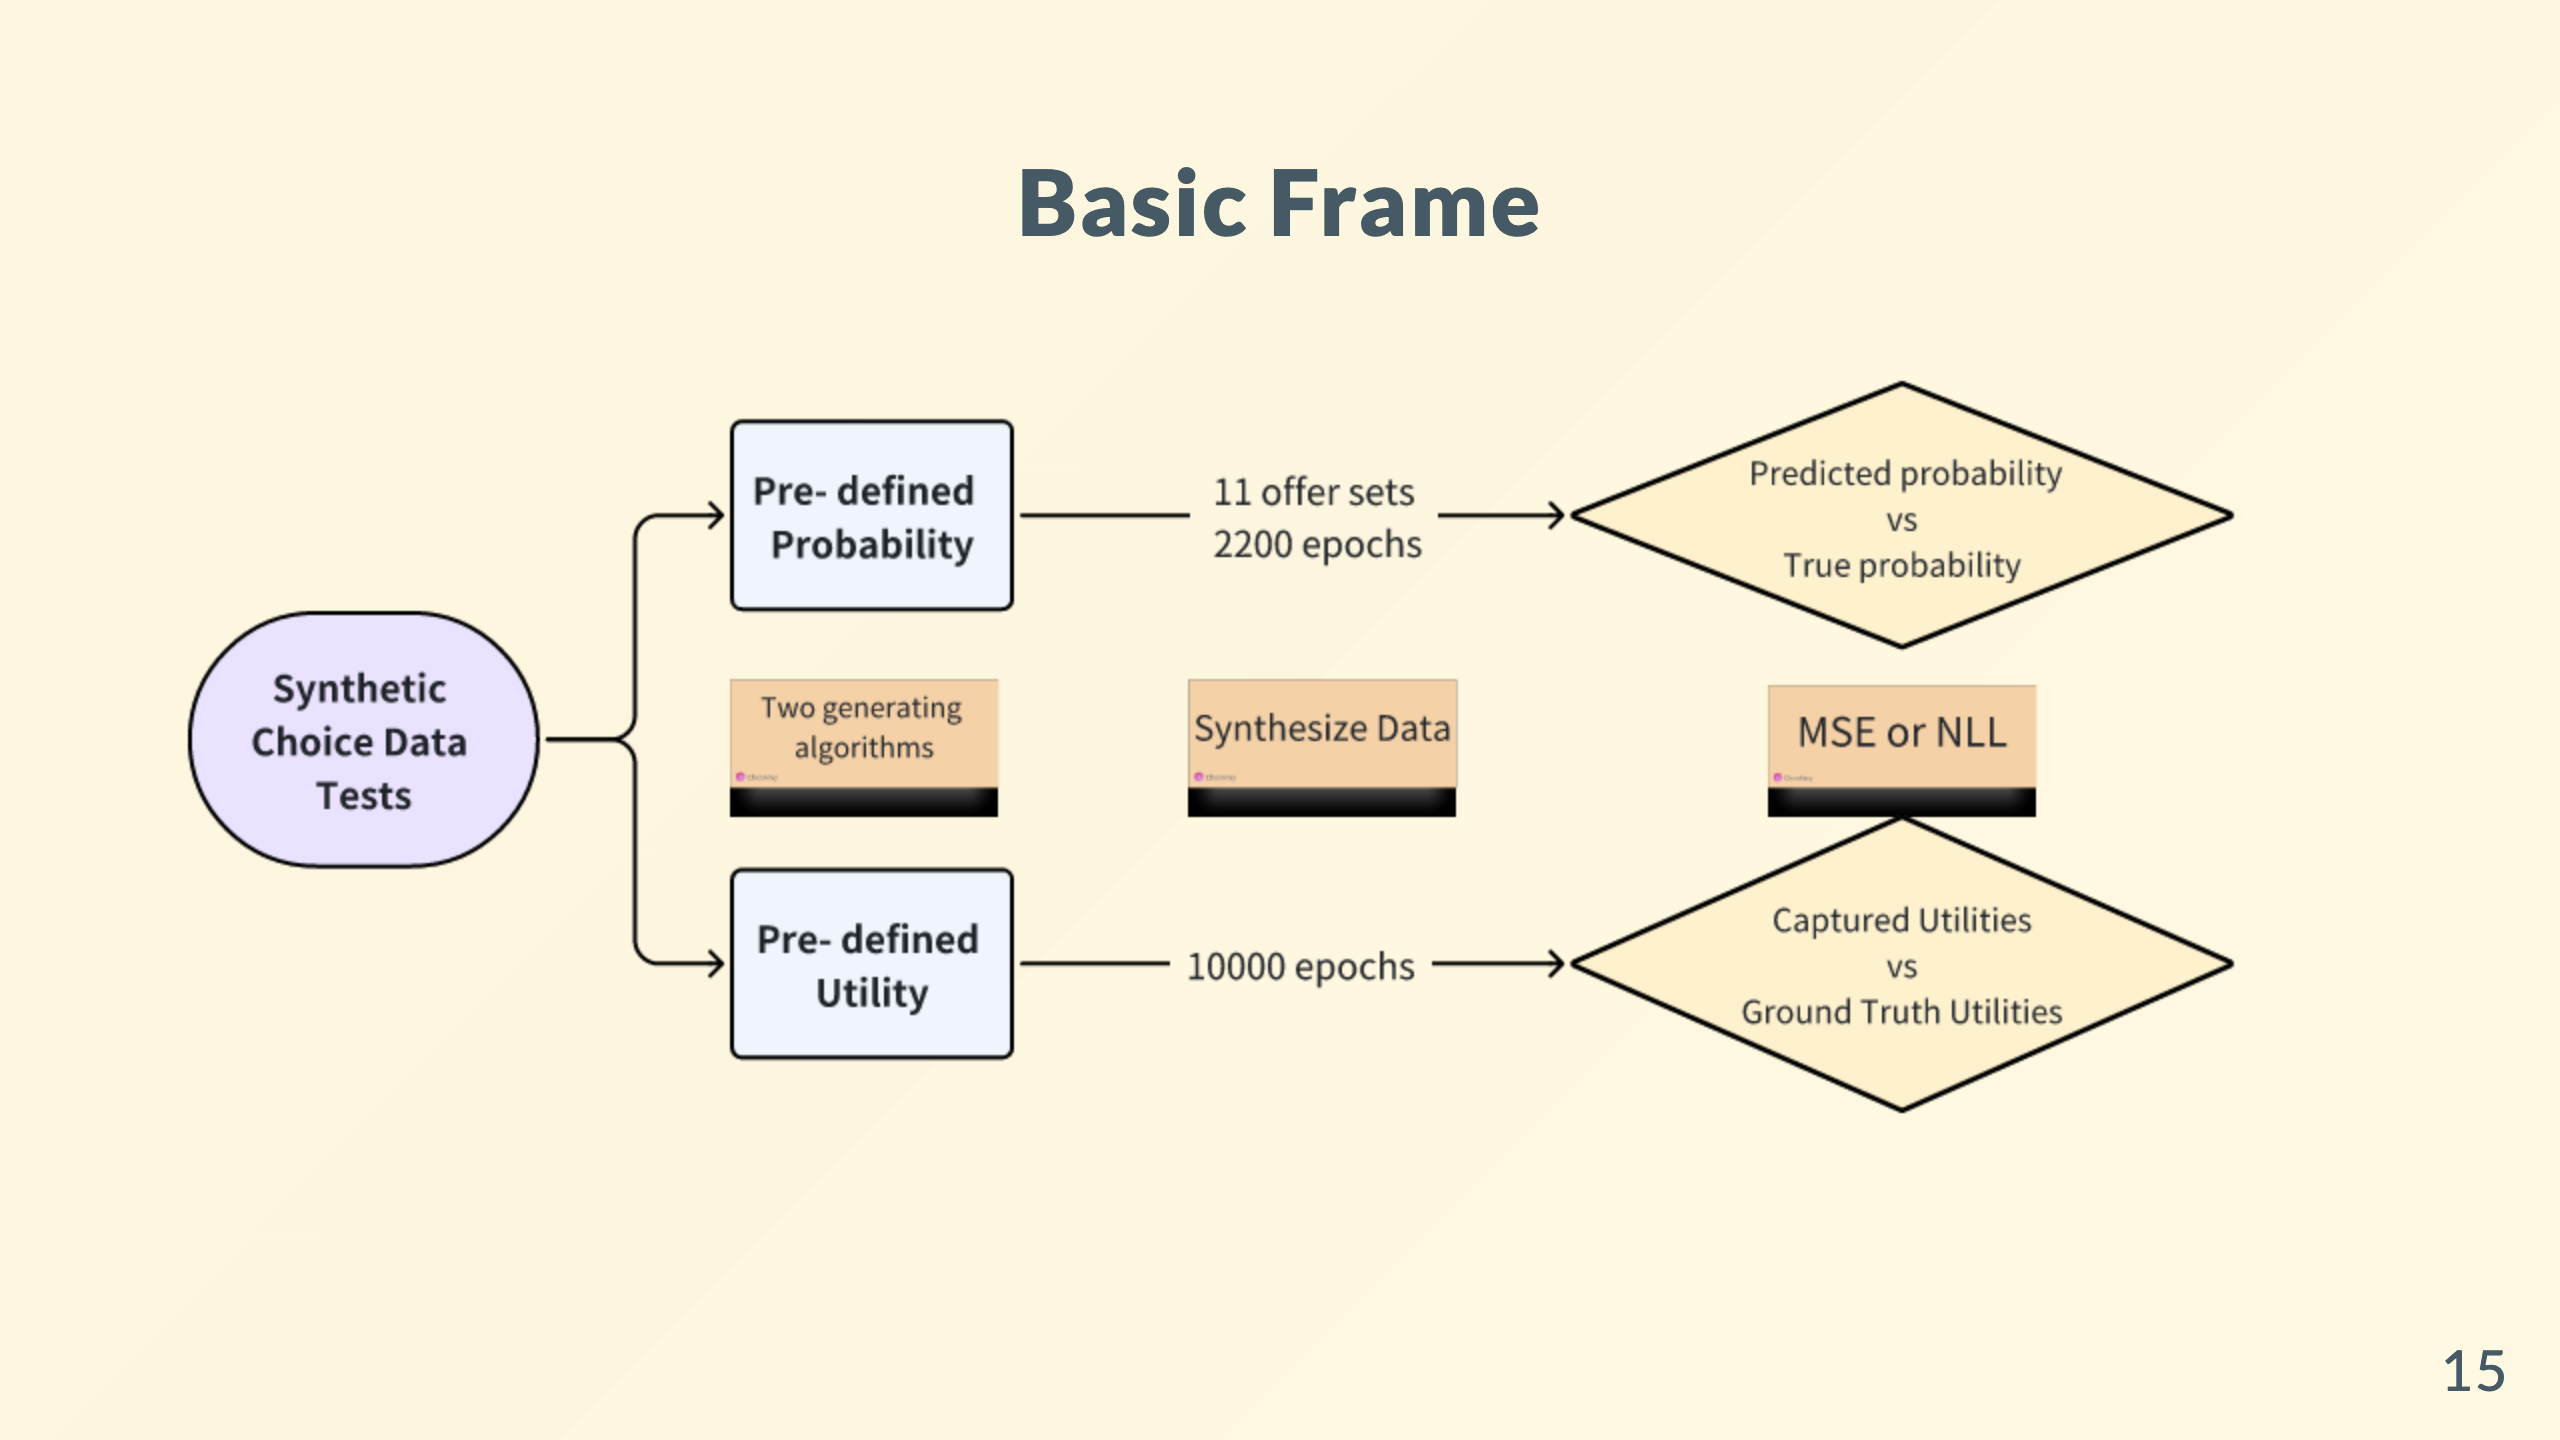 Basic Frame
Synthetic
Choice Data
Tests
Pre- defined
Probability
11 offer sets
2200 epochs
Predicted probability
vs
True probability
Two generating
algorithms
Synthesize Data
MSE or NLL
Pre- defined
Utility
10000 epochs
Captured Utilities
vs
Ground Truth Utilities
15